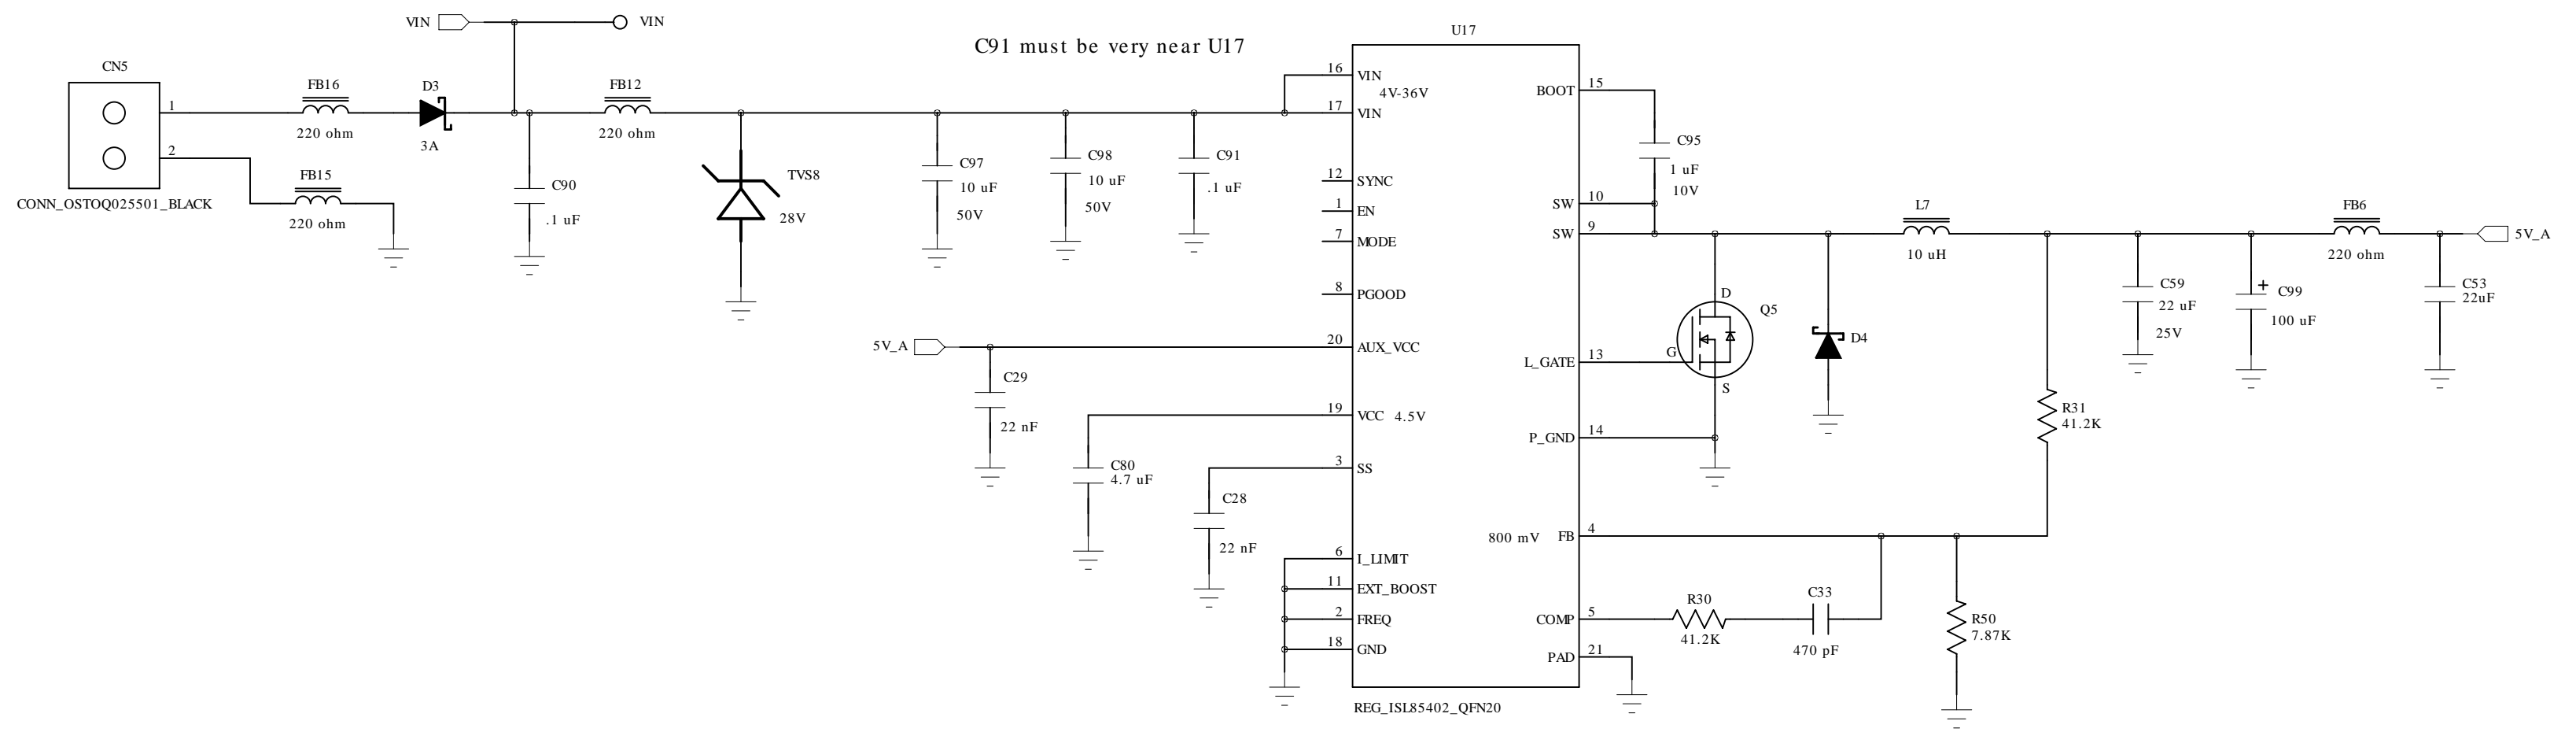 VIN
VIN
C91 must be very near U17
U17
CN5
1
2
CONN_OSTOQ025501_BLACK
FB16
220 ohm
D3
3A
FB15
220 ohm
C90
.1 uF
FB12
220 ohm
TVS8
28V
C97
10 uF
50V
C98
10 uF
50V
C91
.1 uF
16 VIN
4V-36V
17 VIN
12 SYNC
1 EN
7 MODE
8 PGOOD
5V_A
20 AUX_VCC
C29
22 nF
19 VCC 4.5V
C80
4.7 uF
3 SS
C28
22 nF
6 I_LIMIT
11 EXT_BOOST
2 FREQ
18 GND
REG_ISL85402_QFN20
BOOT 15
C95
1 uF
10V
SW 10
SW 9
L_GATE 13
P_GND 14
800 mV FB 4
COMP 5
PAD 21
D
G
S
Q5
D4
L7
10 uH
R31
41.2K
C59
22 uF
25V
+ C99
100 uF
FB6
220 ohm
C53
22uF
5V_A
R30
41.2K
C33
470 pF
R50
7.87K